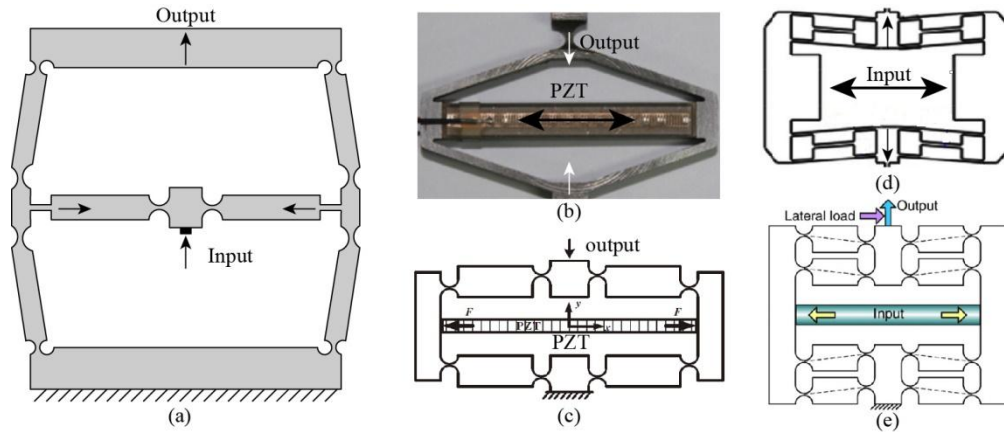 Output
Input
(a)
Output
PZT
(b)
output
F
y
F
PZT
x
PZT
(c)
Input
(d)
Lateral load
Output
Input
(e)